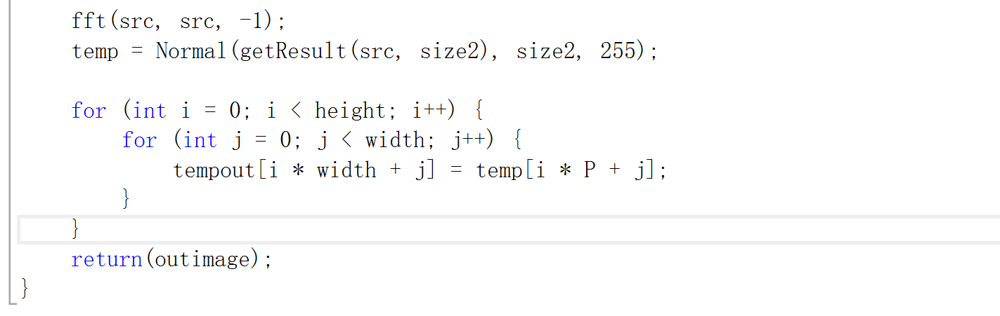 fft(src, src, -1);
temp = Normal(getResult(src, size2), size2, 255);
for (int i = 0; i < height; i++) {
for (int j = 0; j < width; j++) {
tempout[i * width + j] = temp[i * P + j];
}
}
return(outimage);
}